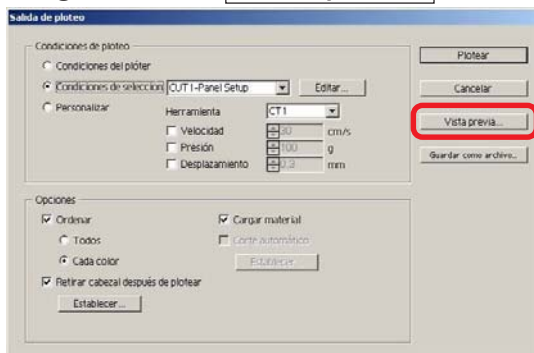 Salida de ploteo
Condiciones de ploteo
Condiciones del plóter
Condiciones de selección CUT1-Panel Setup Editar...
Personalizar Herramienta CT1
Velocidad 30 cm/s
Presión 100 g
Desplazamiento 0.3 mm
Plotear
Cancelar
Vista previa...
Guardar como archivo...
Opciones
Ordenar Cargar material
Todos Corte automático
Cada color Establecer...
Retirar cabezal después de plotear
Establecer...